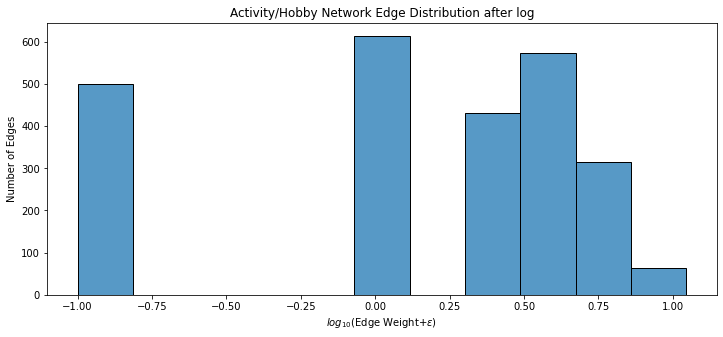 Activity/Hobby Network Edge Distribution after log
600
500
400
300
200
100
0
Number of Edges
−1.00 −0.75 −0.50 −0.25 0.00 0.25 0.50 0.75 1.00
log₁₀(Edge Weight+ε)